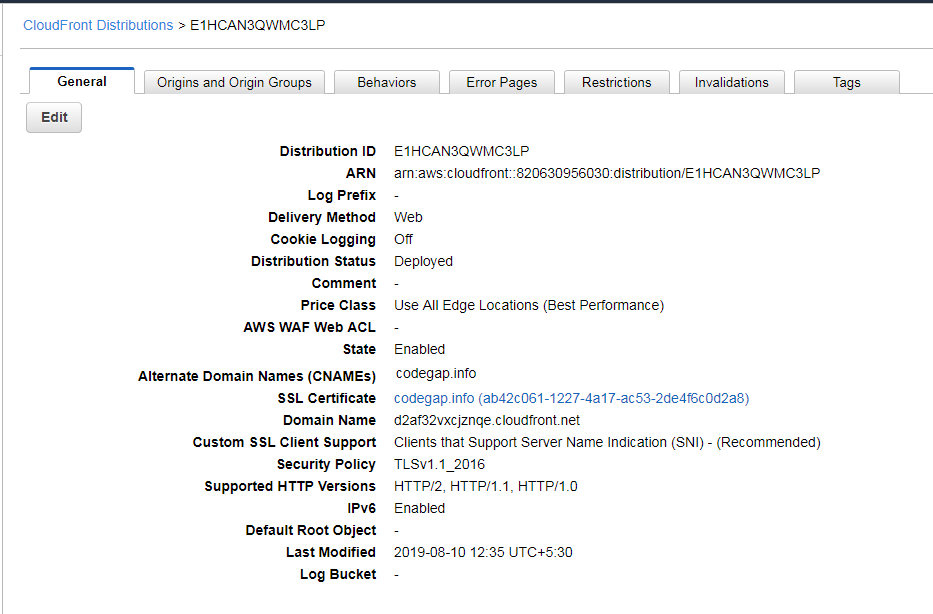 CloudFront Distributions > E1HCAN3QWMC3LP
General Origins and Origin Groups Behaviors Error Pages Restrictions Invalidations Tags
Edit
Distribution ID E1HCAN3QWMC3LP
ARN arn:aws:cloudfront::820630956030:distribution/E1HCAN3QWMC3LP
Log Prefix -
Delivery Method Web
Cookie Logging Off
Distribution Status Deployed
Comment -
Price Class Use All Edge Locations (Best Performance)
AWS WAF Web ACL -
State Enabled
Alternate Domain Names (CNAMEs) codegap.info
SSL Certificate codegap.info (ab42c061-1227-4a17-ac53-2de4f6c0d2a8)
Domain Name d2af32vxcjznqe.cloudfront.net
Custom SSL Client Support Clients that Support Server Name Indication (SNI) - (Recommended)
Security Policy TLSv1.1_2016
Supported HTTP Versions HTTP/2, HTTP/1.1, HTTP/1.0
IPv6 Enabled
Default Root Object -
Last Modified 2019-08-10 12:35 UTC+5:30
Log Bucket -